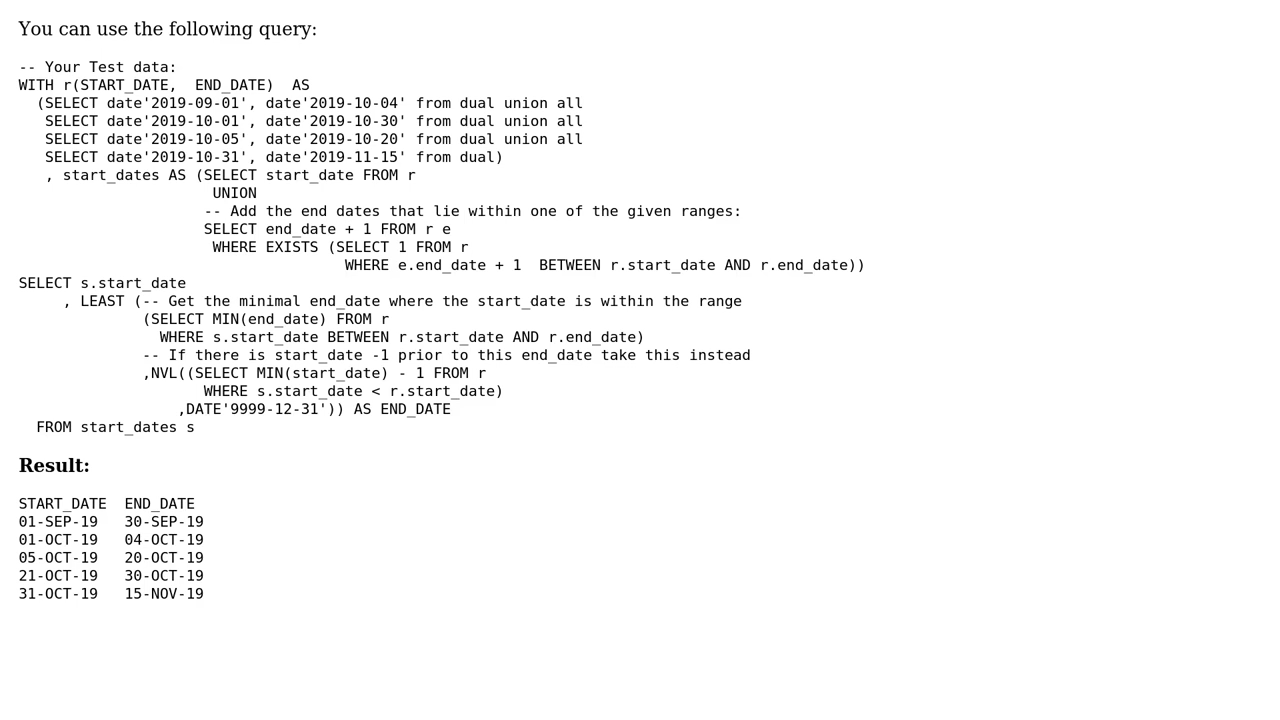 You can use the following query:
-- Your Test data:
WITH r(START_DATE,  END_DATE)  AS
  (SELECT date'2019-09-01', date'2019-10-04' from dual union all
   SELECT date'2019-10-01', date'2019-10-30' from dual union all
   SELECT date'2019-10-05', date'2019-10-20' from dual union all
   SELECT date'2019-10-31', date'2019-11-15' from dual)
   , start_dates AS (SELECT start_date FROM r
                      UNION
                     -- Add the end dates that lie within one of the given ranges:
                     SELECT end_date + 1 FROM r e
                      WHERE EXISTS (SELECT 1 FROM r
                                     WHERE e.end_date + 1  BETWEEN r.start_date AND r.end_date))
SELECT s.start_date
     , LEAST (-- Get the minimal end_date where the start_date is within the range
              (SELECT MIN(end_date) FROM r
                WHERE s.start_date BETWEEN r.start_date AND r.end_date)
              -- If there is start_date -1 prior to this end_date take this instead
              ,NVL((SELECT MIN(start_date) - 1 FROM r
                     WHERE s.start_date < r.start_date)
                  ,DATE'9999-12-31')) AS END_DATE
  FROM start_dates s
Result:
START_DATE  END_DATE
01-SEP-19   30-SEP-19
01-OCT-19   04-OCT-19
05-OCT-19   20-OCT-19
21-OCT-19   30-OCT-19
31-OCT-19   15-NOV-19